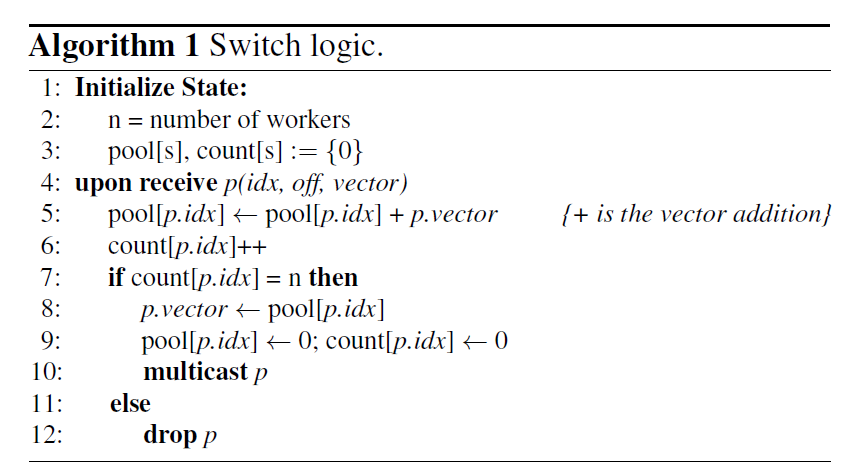 Algorithm 1 Switch logic.
1: Initialize State:
2: n = number of workers
3: pool[s], count[s] := {0}
4: upon receive p(idx, off, vector)
5: pool[p.idx] ← pool[p.idx] + p.vector {+ is the vector addition}
6: count[p.idx]++
7: if count[p.idx] = n then
8: p.vector ← pool[p.idx]
9: pool[p.idx] ← 0; count[p.idx] ← 0
10: multicast p
11: else
12: drop p